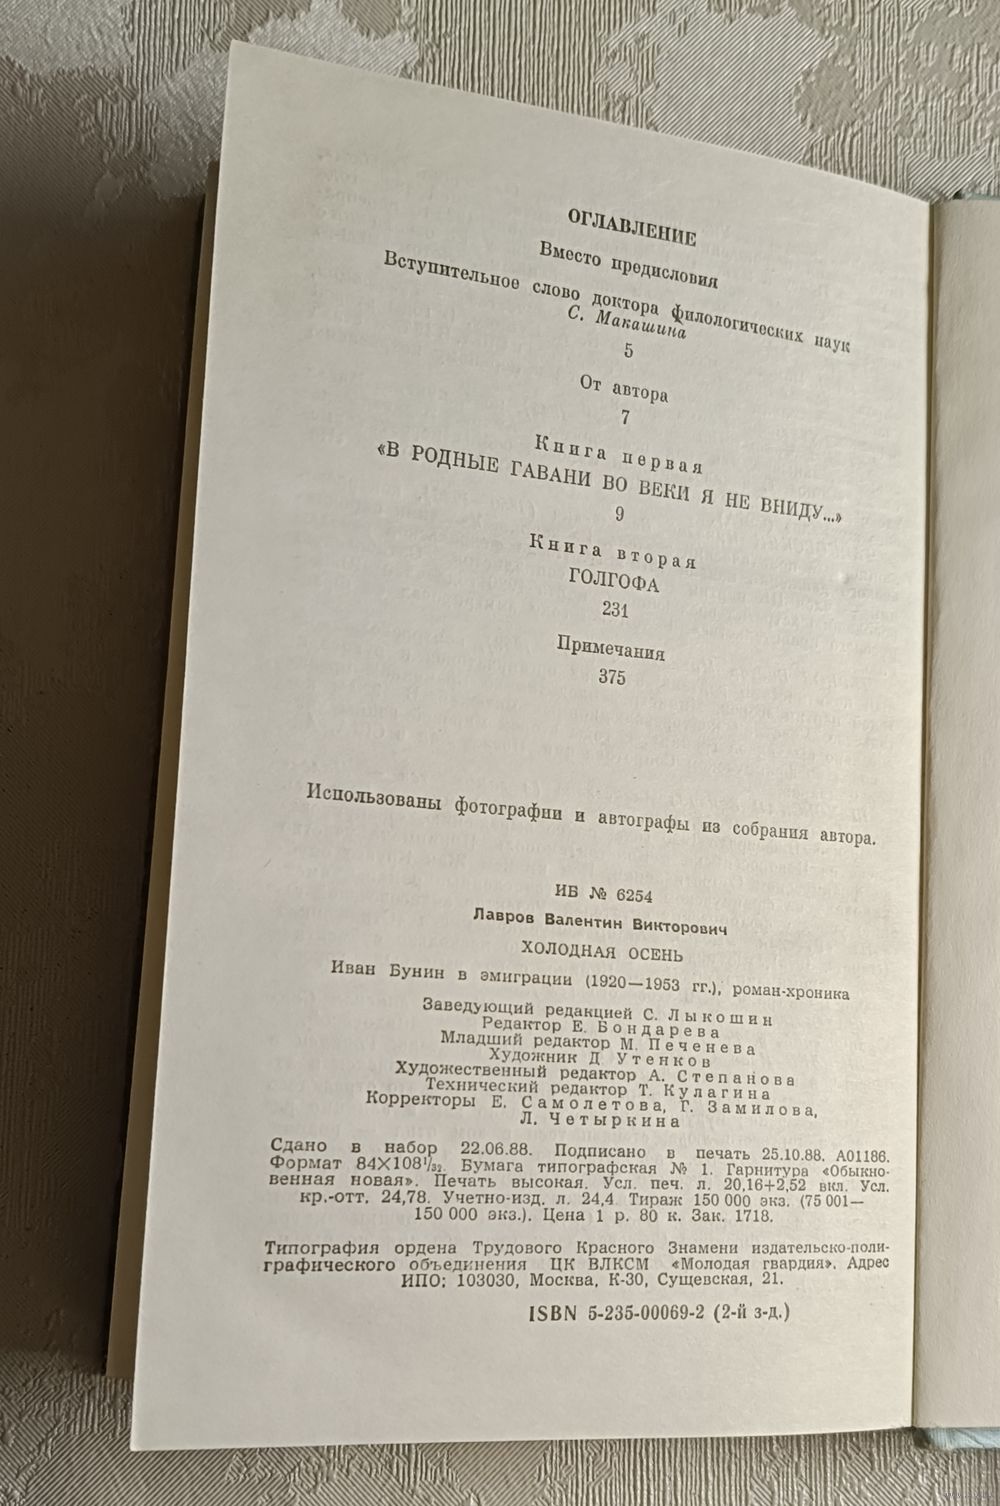 ОГЛАВЛЕНИЕ
Вместо предисловия
Вступительное слово доктора филологических наук
С. Макашина
5
От автора
7
Книга первая
«В РОДНЫЕ ГАВАНИ ВО ВЕКИ Я НЕ ВНИДУ...»
9
Книга вторая
ГОЛГОФА
231
Примечания
375
Использованы фотографии и автографы из собрания автора.
ИБ № 6254
Лавров Валентин Викторович
ХОЛОДНАЯ ОСЕНЬ
Иван Бунин в эмиграции (1920—1953 гг.), роман-хроника
Заведующий редакцией С. Лыкошин
Редактор Е. Бондарева
Младший редактор М. Печенева
Художник Д. Утенков
Художественный редактор А. Степанова
Технический редактор Т. Кулагина
Корректоры Е. Самолетова, Г. Замилова,
Л. Четыркина
Сдано в набор 22.06.88. Подписано в печать 25.10.88. А01186.
Формат 84×108¹/₃₂. Бумага типографская № 1. Гарнитура «Обыкно-
венная новая». Печать высокая. Усл. печ. л. 20,16+2,52 вкл. Усл.
кр.-отт. 24,78. Учетно-изд. л. 24,4. Тираж 150 000 экз. (75 001—
150 000 экз.). Цена 1 р. 80 к. Зак. 1718.
Типография ордена Трудового Красного Знамени издательско-поли-
графического объединения ЦК ВЛКСМ «Молодая гвардия». Адрес
ИПО: 103030, Москва, К-30, Сущевская, 21.
ISBN 5-235-00069-2 (2-й з-д.)